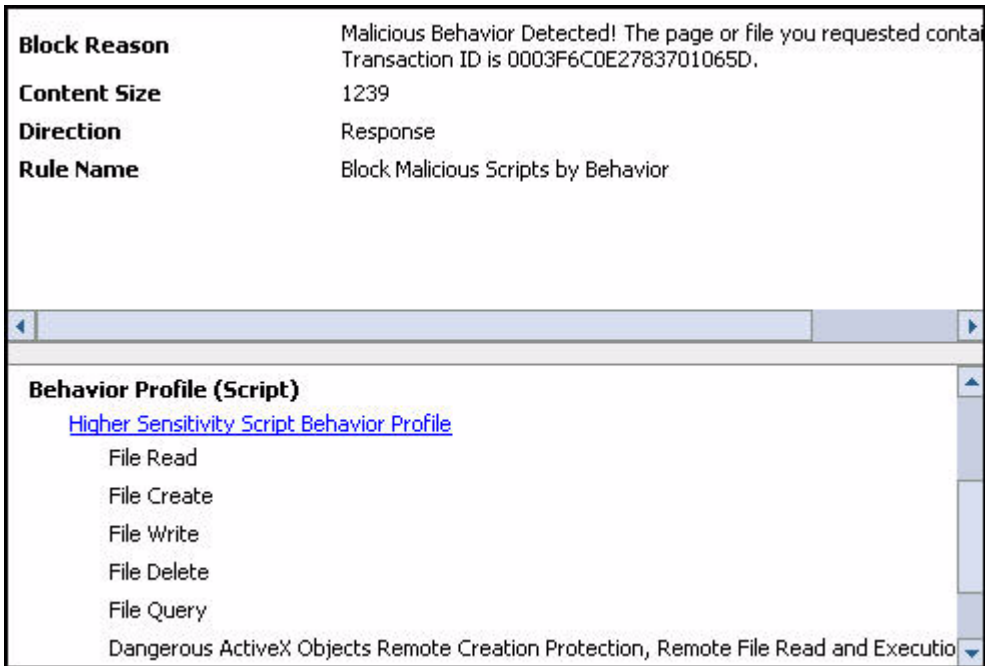 Block Reason Malicious Behavior Detected! The page or file you requested contai
Transaction ID is 0003F6C0E2783701065D.
Content Size 1239
Direction Response
Rule Name Block Malicious Scripts by Behavior
Behavior Profile (Script)
Higher Sensitivity Script Behavior Profile
File Read
File Create
File Write
File Delete
File Query
Dangerous ActiveX Objects Remote Creation Protection, Remote File Read and Executio